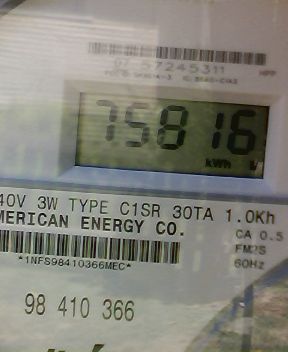 57245311
75816
kWh
40V 3W TYPE C1SR 30TA 1.0Kh
MERICAN ENERGY CO.
CA 0.5
FM2S
60Hz
*1NFS98410366MEC*
98 410 366